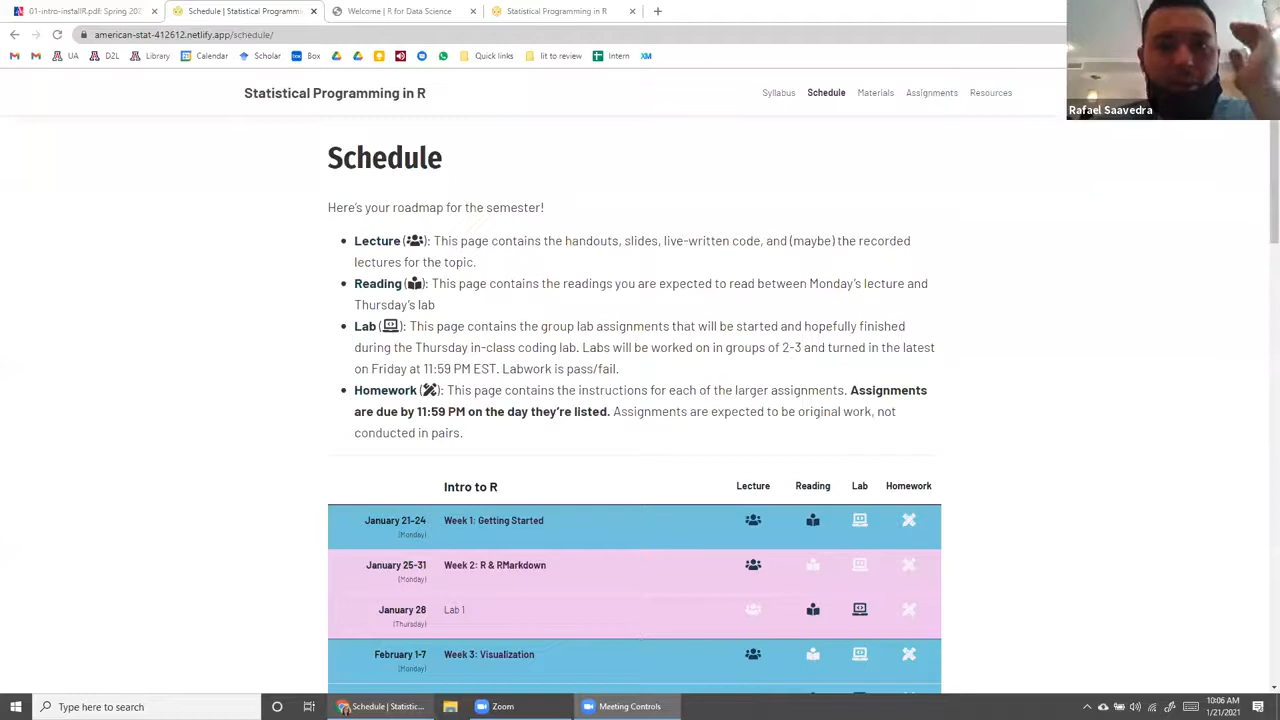 01-intro-installR.pdf: Spring 202
Schedule | Statistical Programmin
Welcome | R for Data Science
Statistical Programming in R
american-stat-412612.netlify.app/schedule/
UA
D2L
Library
Calendar
Scholar
Box
Quick links
lit to review
Intern
Statistical Programming in R
Syllabus
Schedule
Materials
Assignments
Resources
Rafael Saavedra
Schedule
Here's your roadmap for the semester!
Lecture ( ): This page contains the handouts, slides, live-written code, and (maybe) the recorded
lectures for the topic.
Reading ( ): This page contains the readings you are expected to read between Monday's lecture and
Thursday's lab
Lab ( ): This page contains the group lab assignments that will be started and hopefully finished
during the Thursday in-class coding lab. Labs will be worked on in groups of 2-3 and turned in the latest
on Friday at 11:59 PM EST. Labwork is pass/fail.
Homework ( ): This page contains the instructions for each of the larger assignments. Assignments
are due by 11:59 PM on the day they're listed. Assignments are expected to be original work, not
conducted in pairs.
Intro to R Lecture Reading Lab Homework
January 21–24 Week 1: Getting Started
(Monday)
January 25-31 Week 2: R & RMarkdown
(Monday)
January 28 Lab 1
(Thursday)
February 1-7 Week 3: Visualization
(Monday)
Type here to search
Schedule | Statistic...
Zoom
Meeting Controls
10:06 AM
1/21/2021